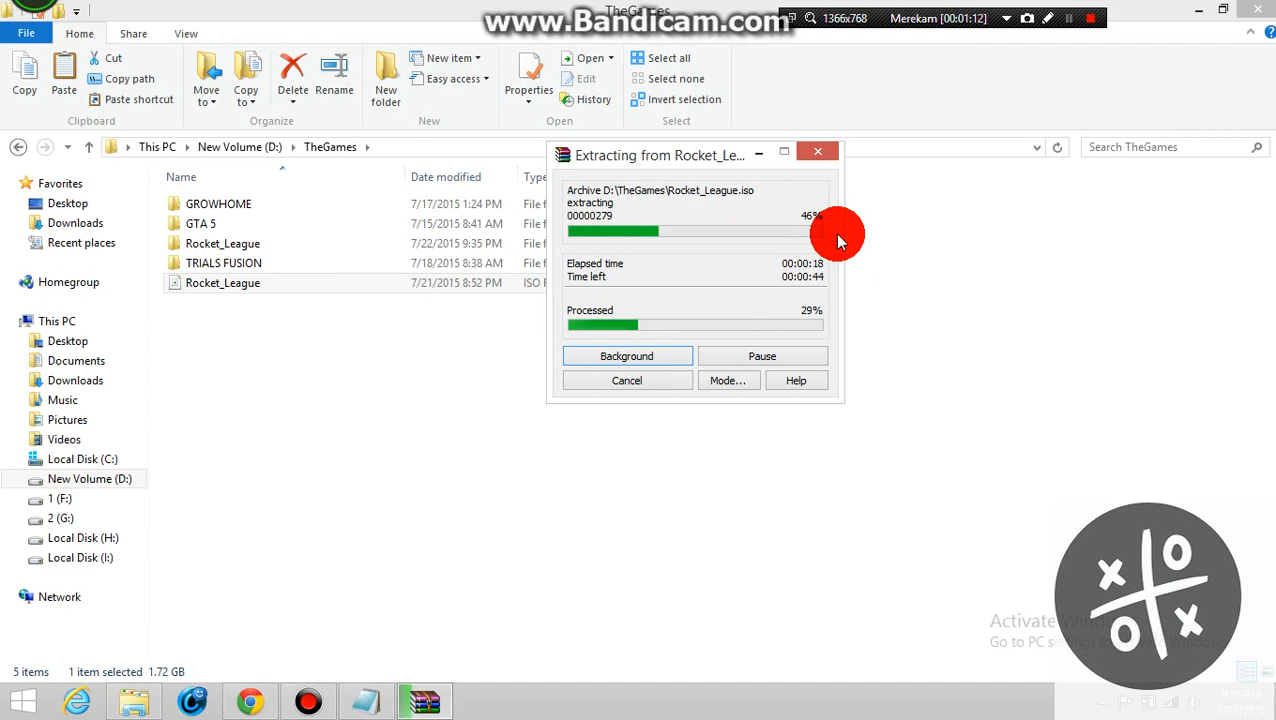 TheGames
www.Bandicam.com
1366x768
Merekam (00:01:12)
File
Home
Share
View
Copy
Paste
Cut
Copy path
Paste shortcut
Clipboard
Move to
Copy to
Delete
Rename
Organize
New folder
New item
Easy access
New
Properties
Open
Edit
History
Open
Select all
Select none
Invert selection
Select
This PC
New Volume (D:)
TheGames
Search TheGames
Favorites
Desktop
Downloads
Recent places
Homegroup
This PC
Desktop
Documents
Downloads
Music
Pictures
Videos
Local Disk (C:)
New Volume (D:)
1 (F:)
2 (G:)
Local Disk (H:)
Local Disk (I:)
Network
Name Date modified Type
GROWHOME 7/17/2015 1:24 PM File f
GTA 5 7/15/2015 8:41 AM File f
Rocket_League 7/22/2015 9:35 PM File f
TRIALS FUSION 7/18/2015 8:38 AM File f
Rocket_League 7/21/2015 8:52 PM ISO F
Extracting from Rocket_Le...
Archive D:\TheGames\Rocket_League.iso
extracting
00000279 46%
Elapsed time 00:00:18
Time left 00:00:44
Processed 29%
Background
Pause
Cancel
Mode...
Help
Activate
Go to PC settings to
5 items 1 item selected 1.72 GB